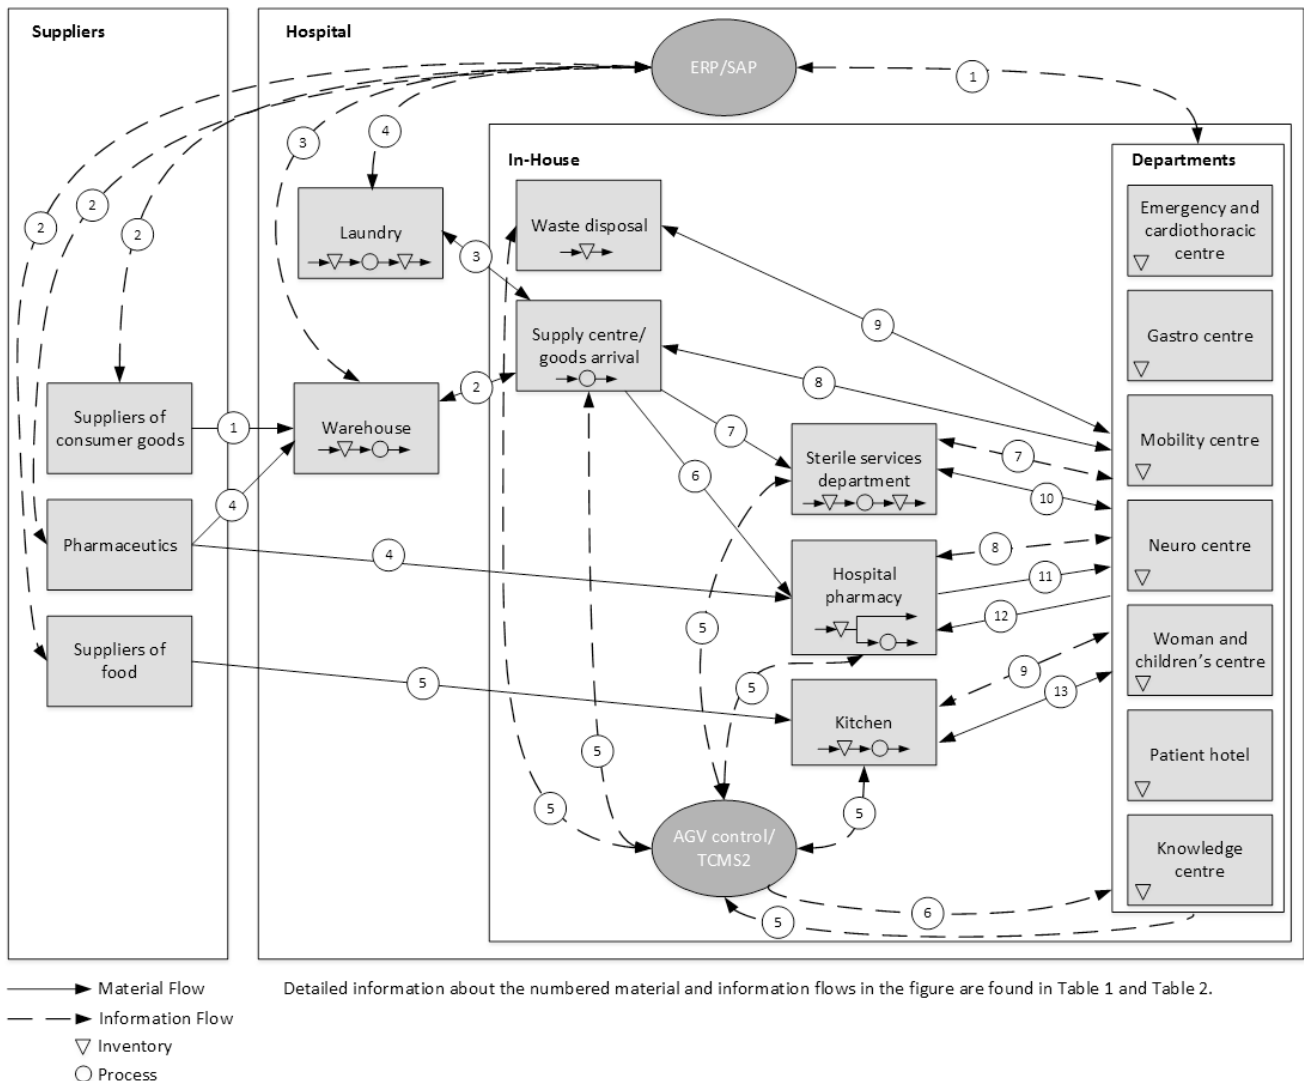 Suppliers
Hospital
ERP/SAP
1
3
4
In-House
Departments
2
2
2
Laundry
3
Waste disposal
Emergency and
cardiothoracic
centre
9
Supply centre/
goods arrival
Gastro centre
8
2
Suppliers of
consumer goods
1
Warehouse
7
6
Sterile services
department
7
10
Mobility centre
4
Pharmaceutics
4
Hospital
pharmacy
8
11
12
Neuro centre
5
5
Suppliers of
food
5
Kitchen
9
13
Woman and
children's centre
5
5
5
Patient hotel
AGV control/
TCMS2
Knowledge
centre
6
5
Material Flow
Detailed information about the numbered material and information flows in the figure are found in Table 1 and Table 2.
Information Flow
Inventory
Process